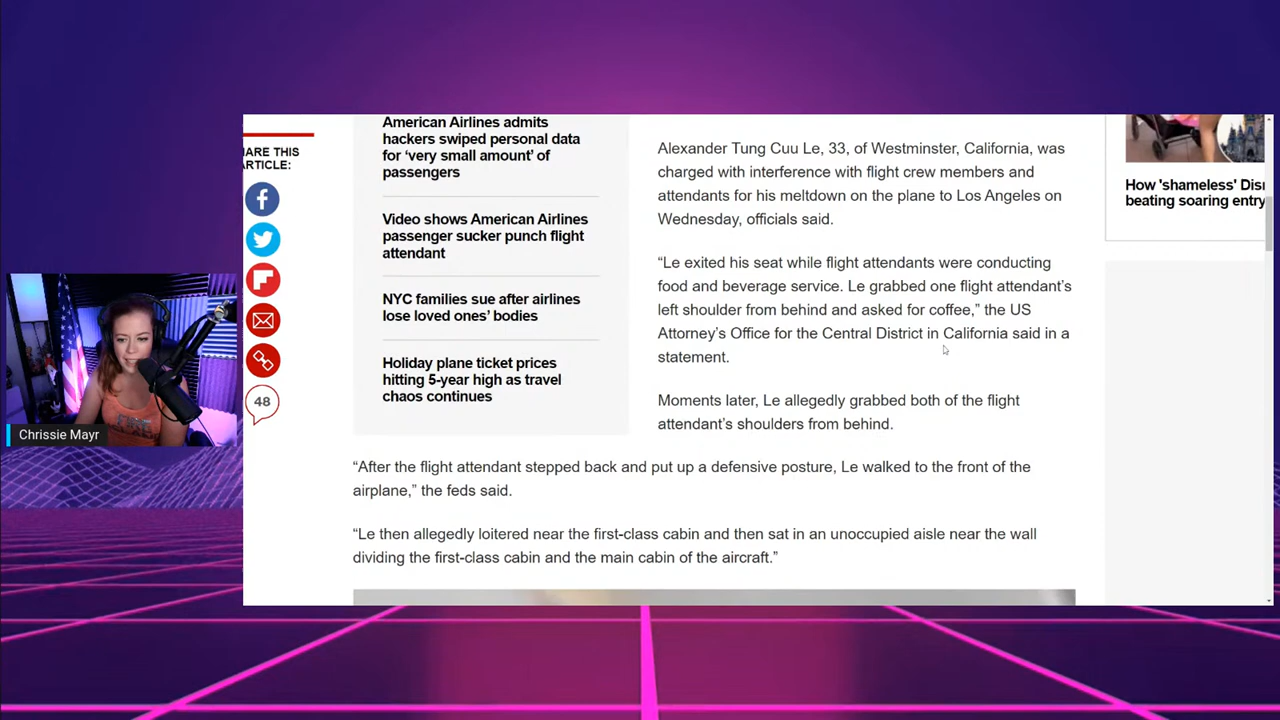 HARE THIS
ARTICLE:
48
American Airlines admits
hackers swiped personal data
for ‘very small amount’ of
passengers
Video shows American Airlines
passenger sucker punch flight
attendant
NYC families sue after airlines
lose loved ones’ bodies
Holiday plane ticket prices
hitting 5-year high as travel
chaos continues
Alexander Tung Cuu Le, 33, of Westminster, California, was
charged with interference with flight crew members and
attendants for his meltdown on the plane to Los Angeles on
Wednesday, officials said.
“Le exited his seat while flight attendants were conducting
food and beverage service. Le grabbed one flight attendant’s
left shoulder from behind and asked for coffee,” the US
Attorney’s Office for the Central District in California said in a
statement.
Moments later, Le allegedly grabbed both of the flight
attendant’s shoulders from behind.
“After the flight attendant stepped back and put up a defensive posture, Le walked to the front of the
airplane,” the feds said.
“Le then allegedly loitered near the first-class cabin and then sat in an unoccupied aisle near the wall
dividing the first-class cabin and the main cabin of the aircraft.”
How 'shameless' Disn
beating soaring entry
Chrissie Mayr